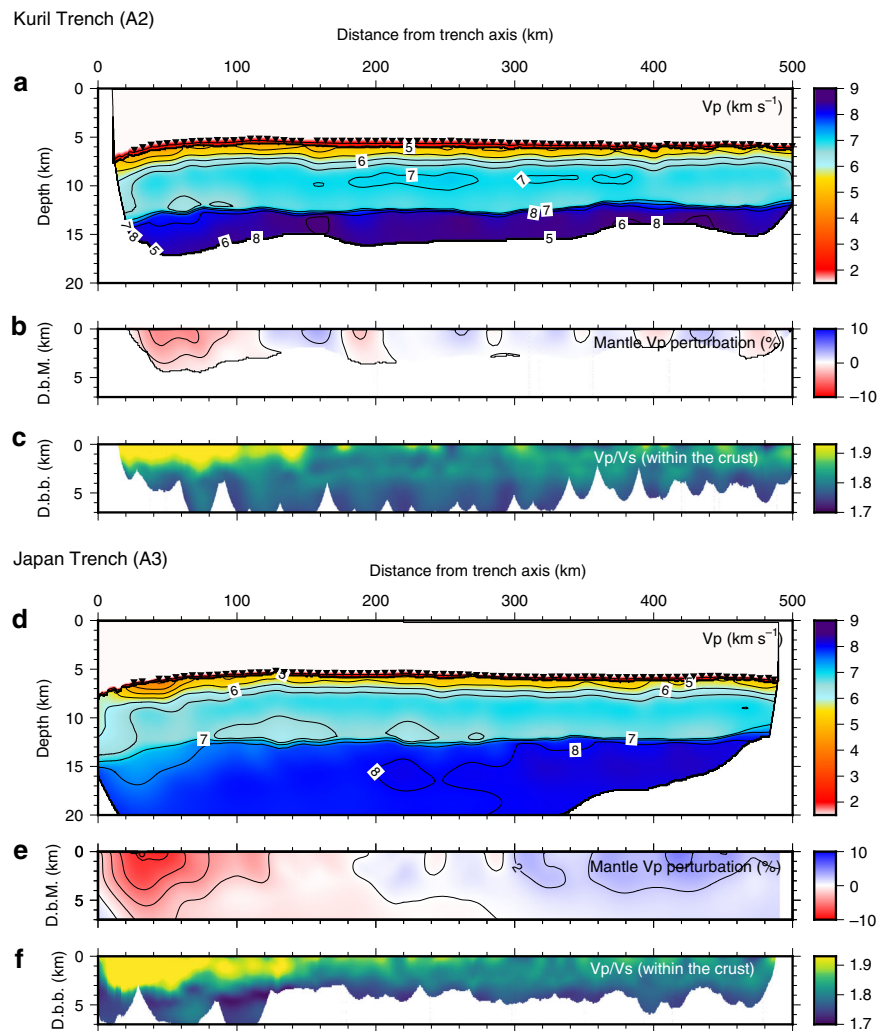 Kuril Trench (A2)
Distance from trench axis (km)
0 100 200 300 400 500
a
Vp (km s⁻¹)
Depth (km)
0
5
10
15
20
5
6
7
7
8 7
7
8
5
6
8
5
6
8
9
8
7
6
5
4
3
2
b
Mantle Vp perturbation (%)
D.b.M. (km)
0
5
10
0
−10
c
Vp/Vs (within the crust)
D.b.b. (km)
0
5
1.9
1.8
1.7
Japan Trench (A3)
Distance from trench axis (km)
0 100 200 300 400 500
d
Vp (km s⁻¹)
Depth (km)
0
5
10
15
20
5
6
6
5
7
8
7
8
9
8
7
6
5
4
3
2
e
Mantle Vp perturbation (%)
D.b.M. (km)
0
5
2
10
0
−10
f
Vp/Vs (within the crust)
D.b.b. (km)
0
5
1.9
1.8
1.7